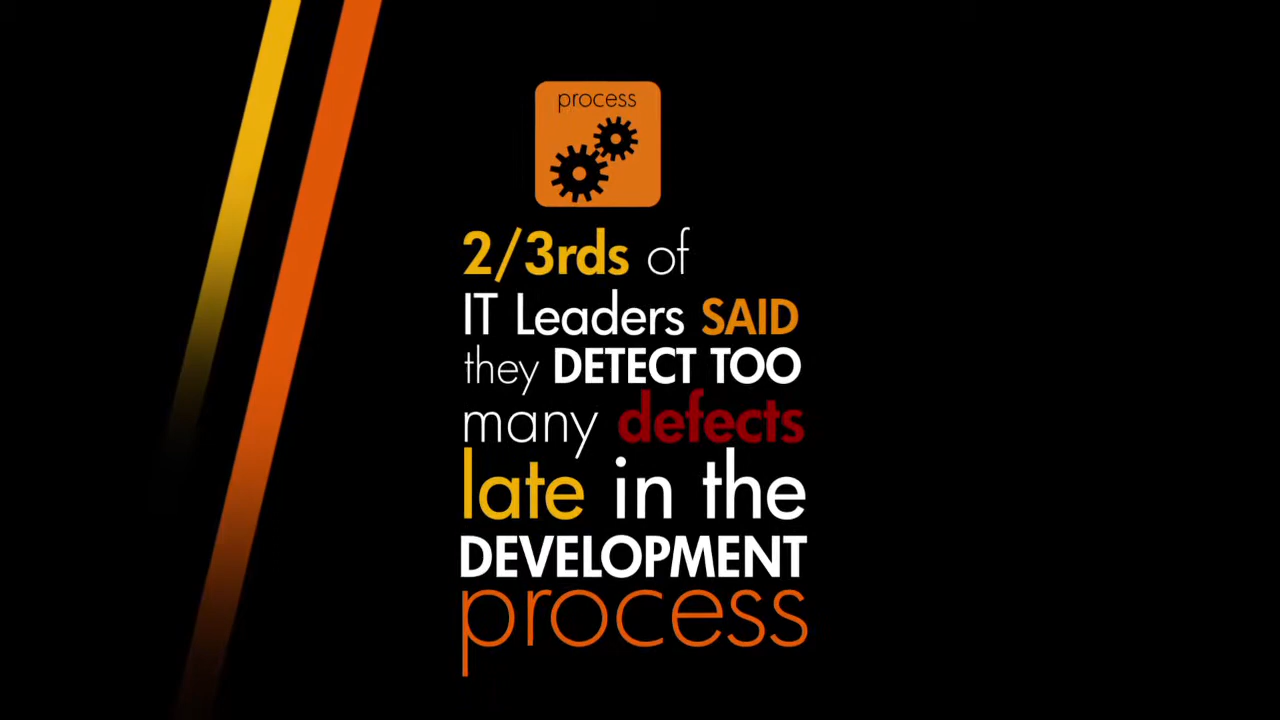 process
2/3rds of
IT Leaders SAID
they DETECT TOO
many defects
late in the
DEVELOPMENT
process